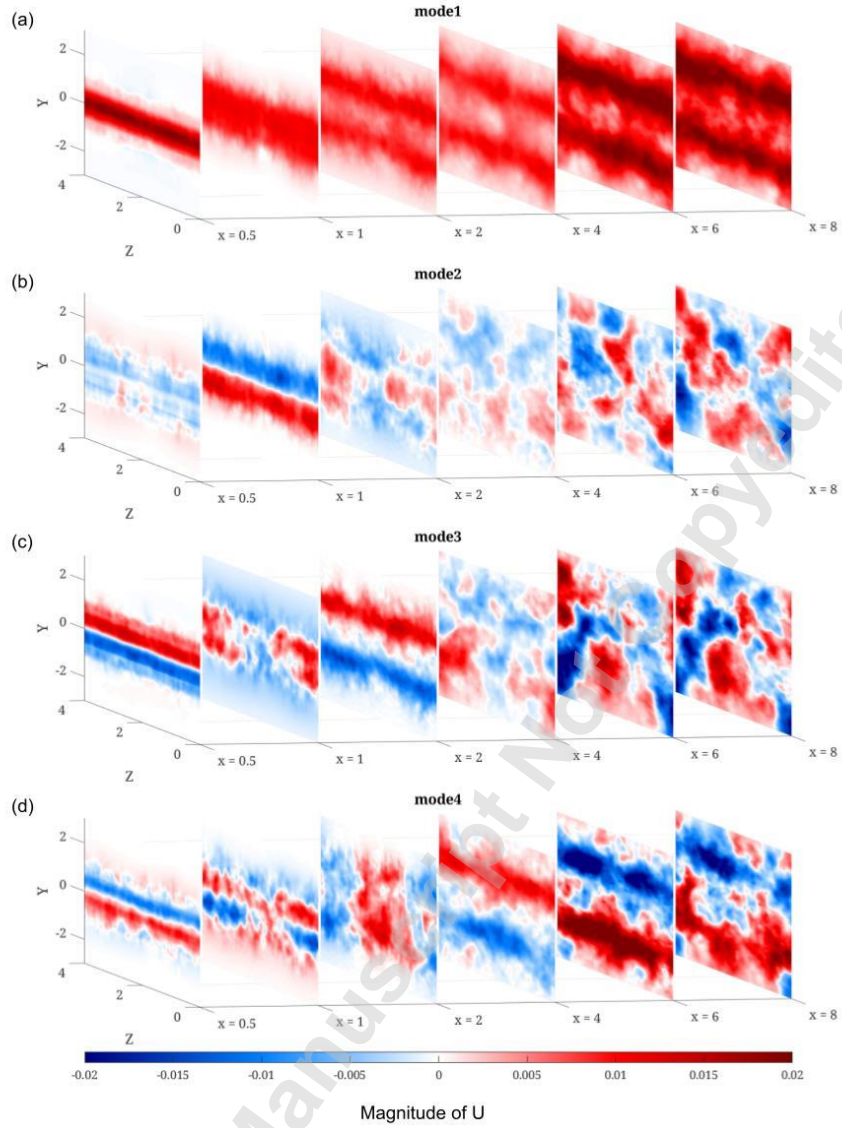 (a)
mode1
2
0
-2
Y
4
2
0
Z
x = 0.5
x = 1
x = 2
x = 4
x = 6
x = 8
(b)
mode2
2
0
-2
Y
4
2
0
Z
x = 0.5
x = 1
x = 2
x = 4
x = 6
x = 8
(c)
mode3
2
0
-2
Y
4
2
0
Z
x = 0.5
x = 1
x = 2
x = 4
x = 6
x = 8
(d)
mode4
2
0
-2
Y
4
2
0
Z
x = 0.5
x = 1
x = 2
x = 4
x = 6
x = 8
-0.02 -0.015 -0.01 -0.005 0 0.005 0.01 0.015 0.02
Magnitude of U
Manuscript Not Copyedite